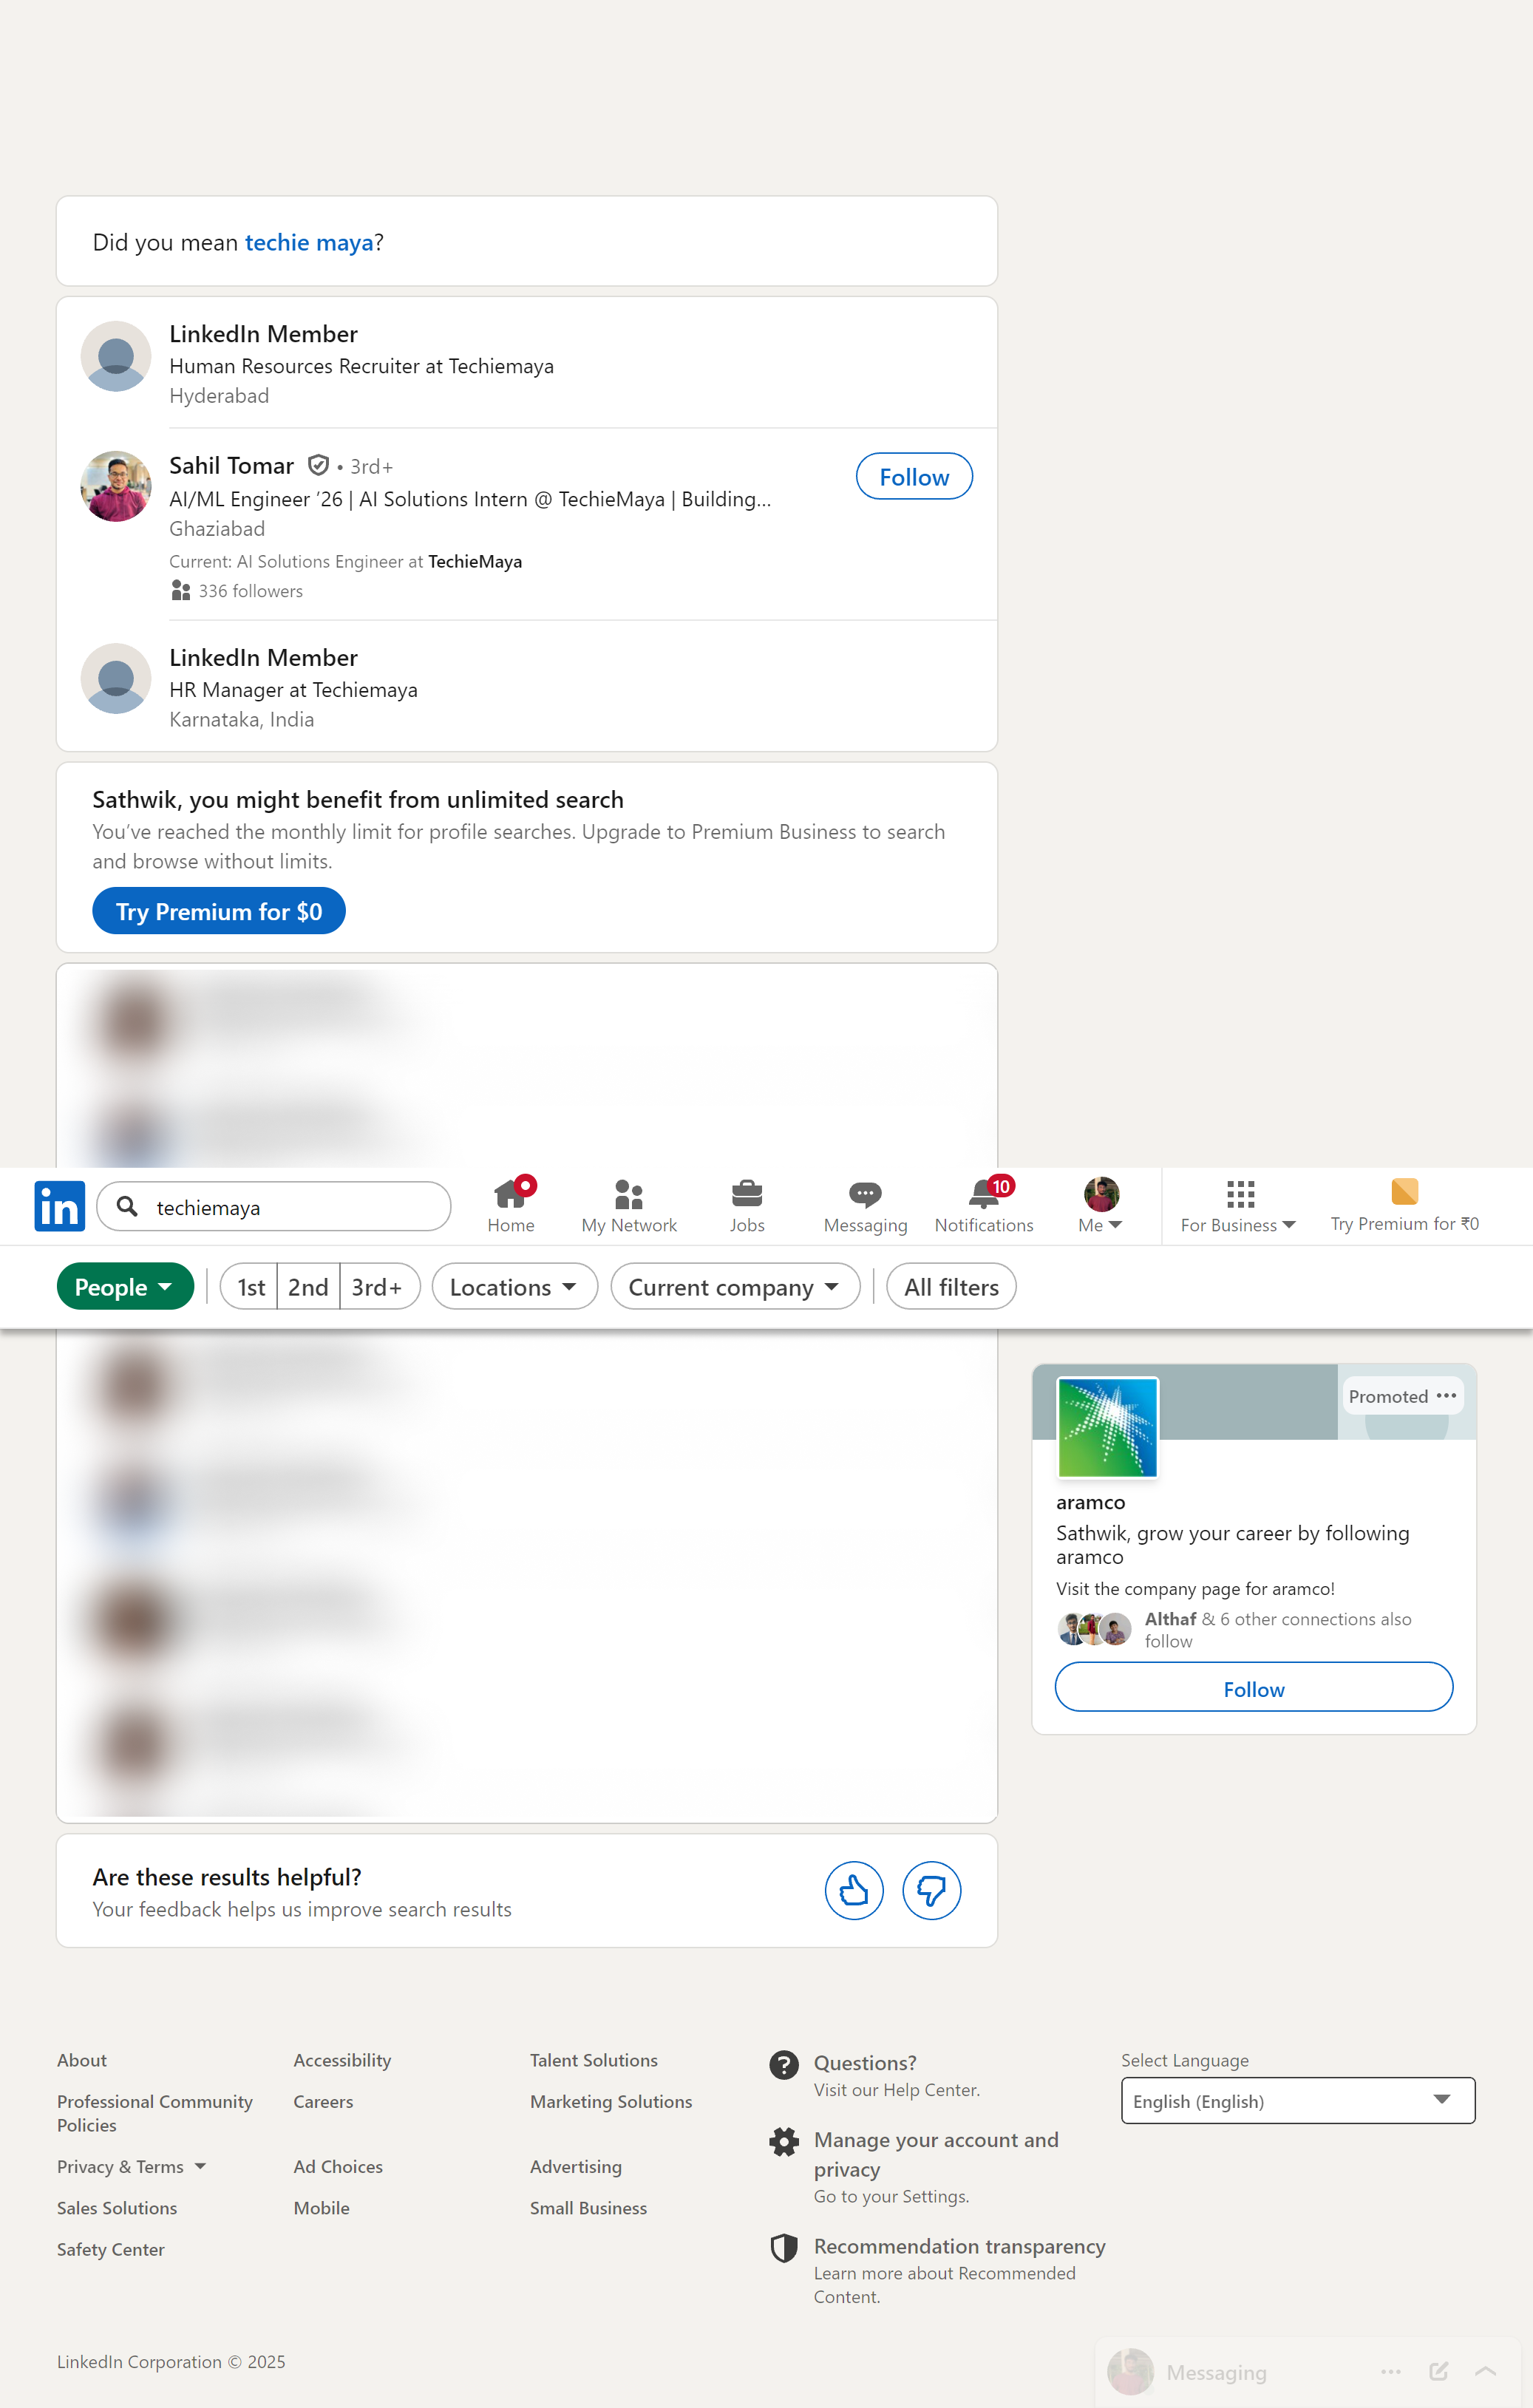 Did you mean techie maya?
LinkedIn Member
Human Resources Recruiter at Techiemaya
Hyderabad
Sahil Tomar • 3rd+
Follow
AI/ML Engineer ’26 | AI Solutions Intern @ TechieMaya | Building...
Ghaziabad
Current: AI Solutions Engineer at TechieMaya
336 followers
LinkedIn Member
HR Manager at Techiemaya
Karnataka, India
Sathwik, you might benefit from unlimited search
You’ve reached the monthly limit for profile searches. Upgrade to Premium Business to search
and browse without limits.
Try Premium for $0
in
techiemaya
Home
My Network
Jobs
Messaging
10
Notifications
Me
For Business
Try Premium for ₹0
People
1st
2nd
3rd+
Locations
Current company
All filters
Promoted
aramco
Sathwik, grow your career by following
aramco
Visit the company page for aramco!
Althaf & 6 other connections also
follow
Follow
Are these results helpful?
Your feedback helps us improve search results
About
Accessibility
Talent Solutions
Professional Community
Policies
Careers
Marketing Solutions
Privacy & Terms
Ad Choices
Advertising
Sales Solutions
Mobile
Small Business
Safety Center
Questions?
Visit our Help Center.
Manage your account and
privacy
Go to your Settings.
Recommendation transparency
Learn more about Recommended
Content.
Select Language
English (English)
LinkedIn Corporation © 2025
Messaging